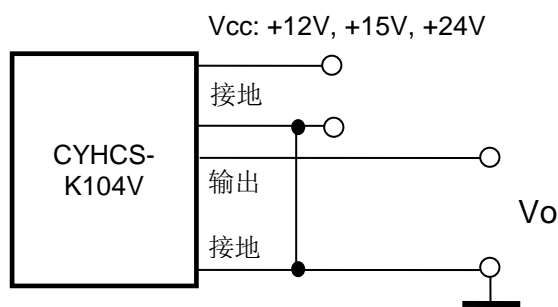 Vcc: +12V, +15V, +24V
接地
CYHCS-
K104V
输出
Vo
接地